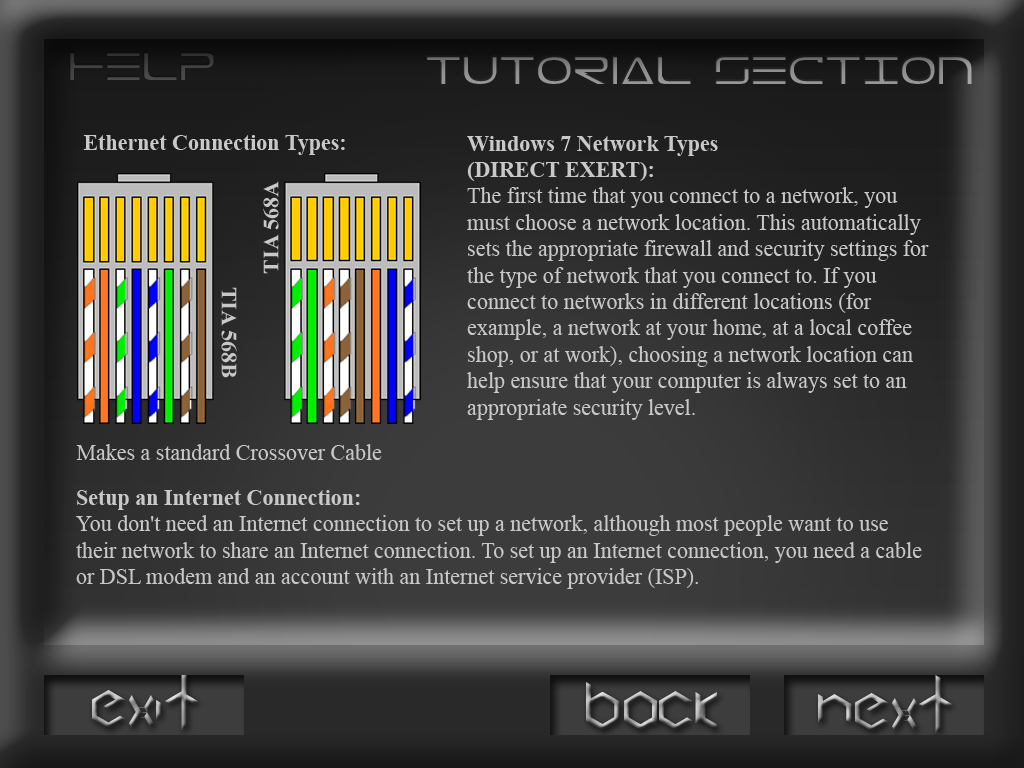 HELP
TUTORIAL SECTION
Ethernet Connection Types:
TIA 568B
TIA 568A
Makes a standard Crossover Cable
Windows 7 Network Types
(DIRECT EXERT):
The first time that you connect to a network, you
must choose a network location. This automatically
sets the appropriate firewall and security settings for
the type of network that you connect to. If you
connect to networks in different locations (for
example, a network at your home, at a local coffee
shop, or at work), choosing a network location can
help ensure that your computer is always set to an
appropriate security level.
Setup an Internet Connection:
You don't need an Internet connection to set up a network, although most people want to use
their network to share an Internet connection. To set up an Internet connection, you need a cable
or DSL modem and an account with an Internet service provider (ISP).
exit
back
next